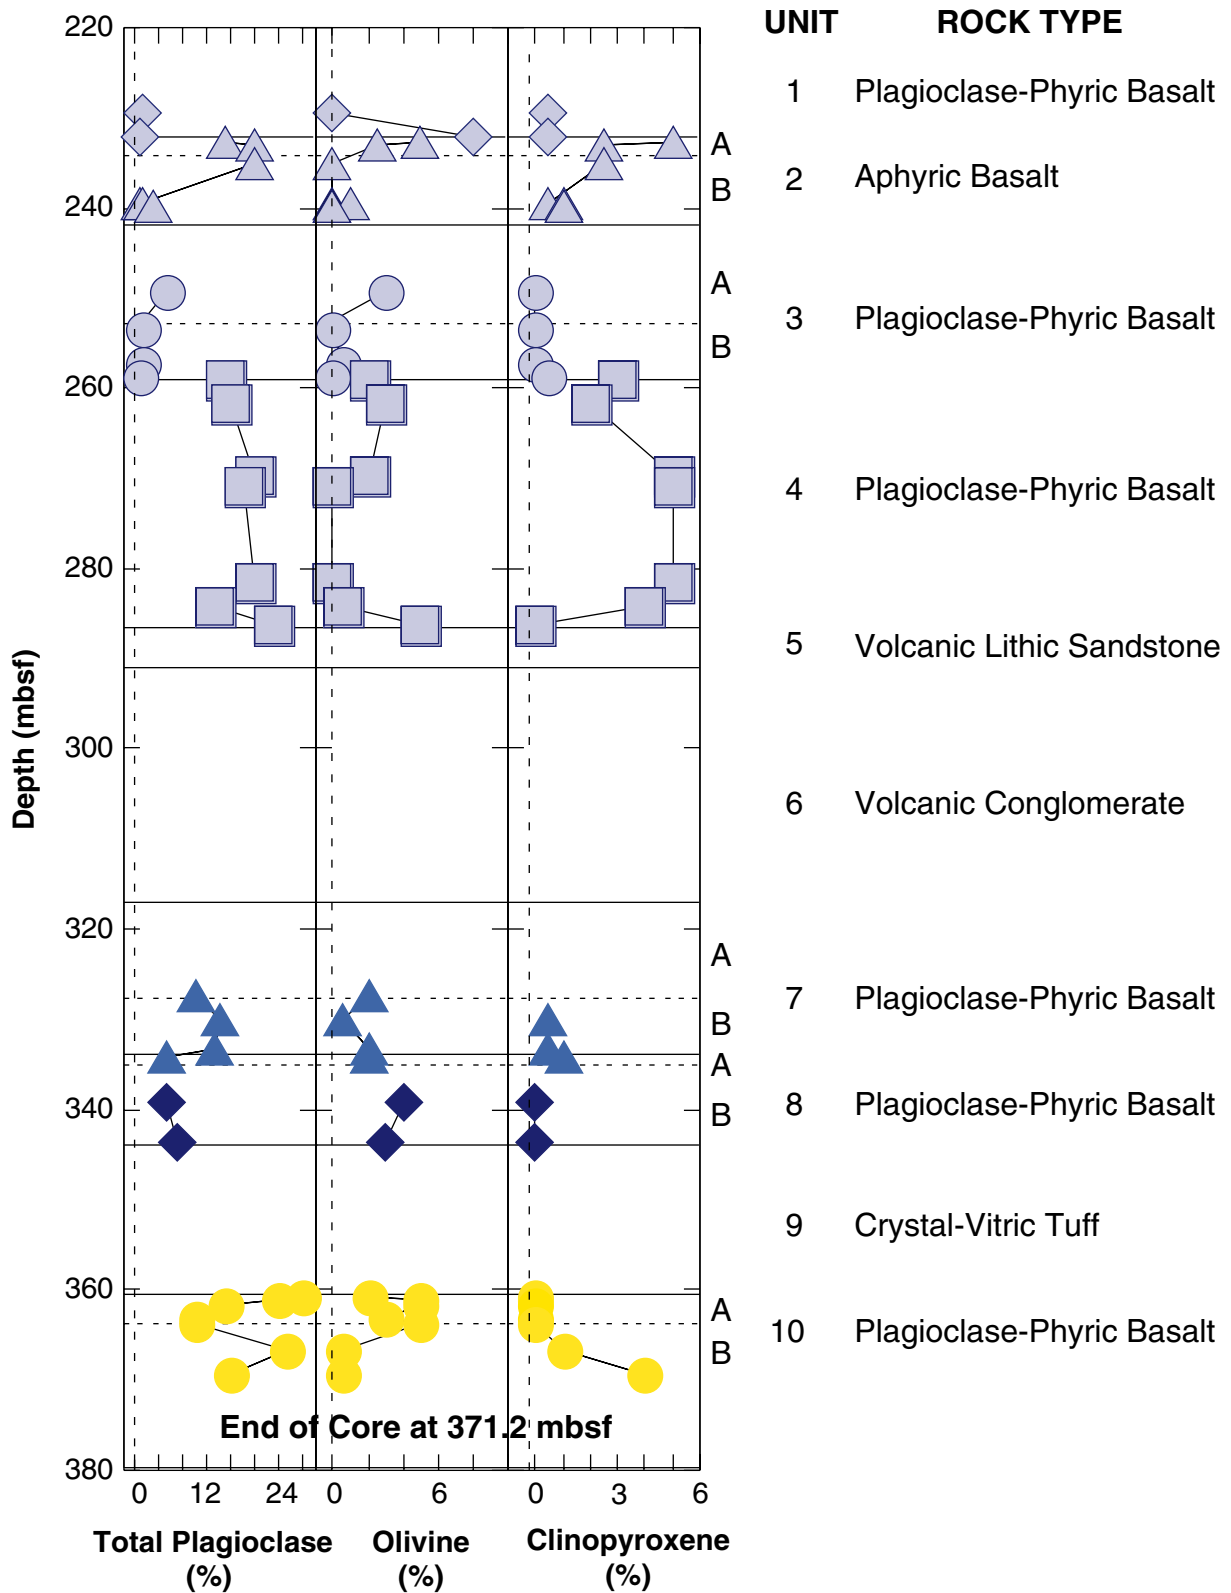 UNIT ROCK TYPE
220
1 Plagioclase-Phyric Basalt
A
2 Aphyric Basalt
B
240
A
3 Plagioclase-Phyric Basalt
B
260
4 Plagioclase-Phyric Basalt
280
5 Volcanic Lithic Sandstone
300
Depth (mbsf)
6 Volcanic Conglomerate
320
A
7 Plagioclase-Phyric Basalt
B
A
340
8 Plagioclase-Phyric Basalt
B
9 Crystal-Vitric Tuff
360
A
10 Plagioclase-Phyric Basalt
B
End of Core at 371.2 mbsf
380
0 12 24 0 6 0 3 6
Total Plagioclase Olivine Clinopyroxene
(%) (%) (%)